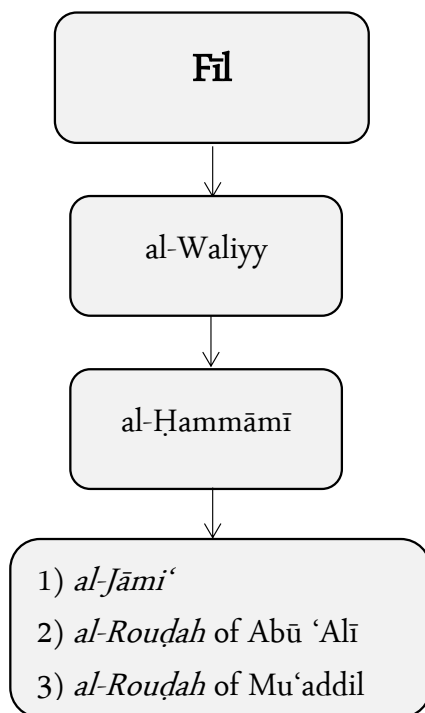 Fīl
al-Waliyy
al-Ḥammāmī
1) al-Jāmi‘
2) al-Rouḍah of Abū ‘Alī
3) al-Rouḍah of Mu‘addil